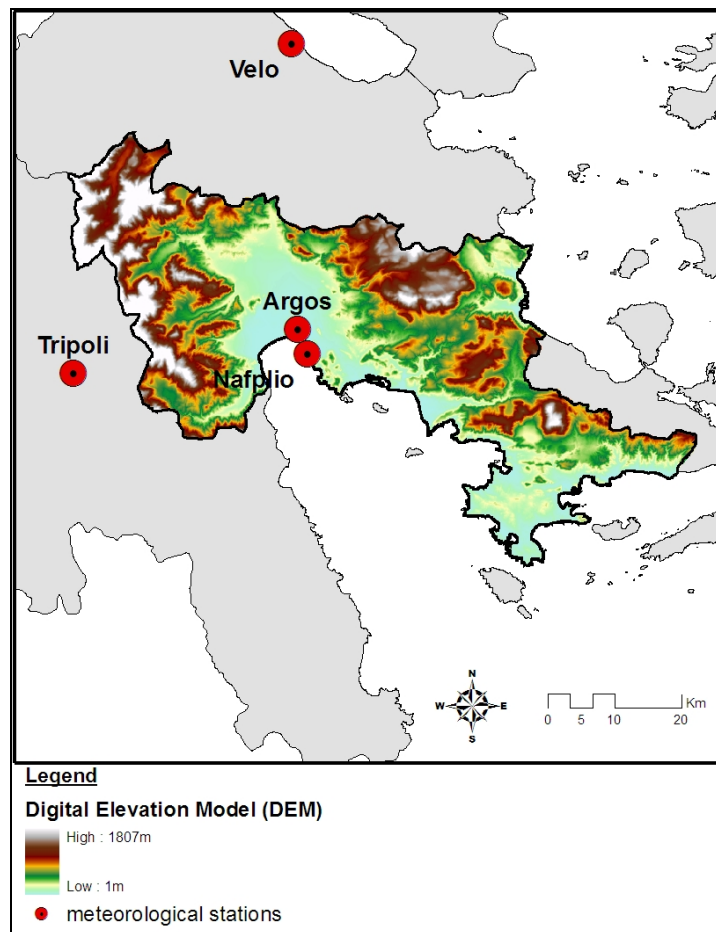 Velo
Argos
Tripoli
Nafplio
N
W E
S
Km
0 5 10 20
Legend
Digital Elevation Model (DEM)
High : 1807m
Low : 1m
meteorological stations